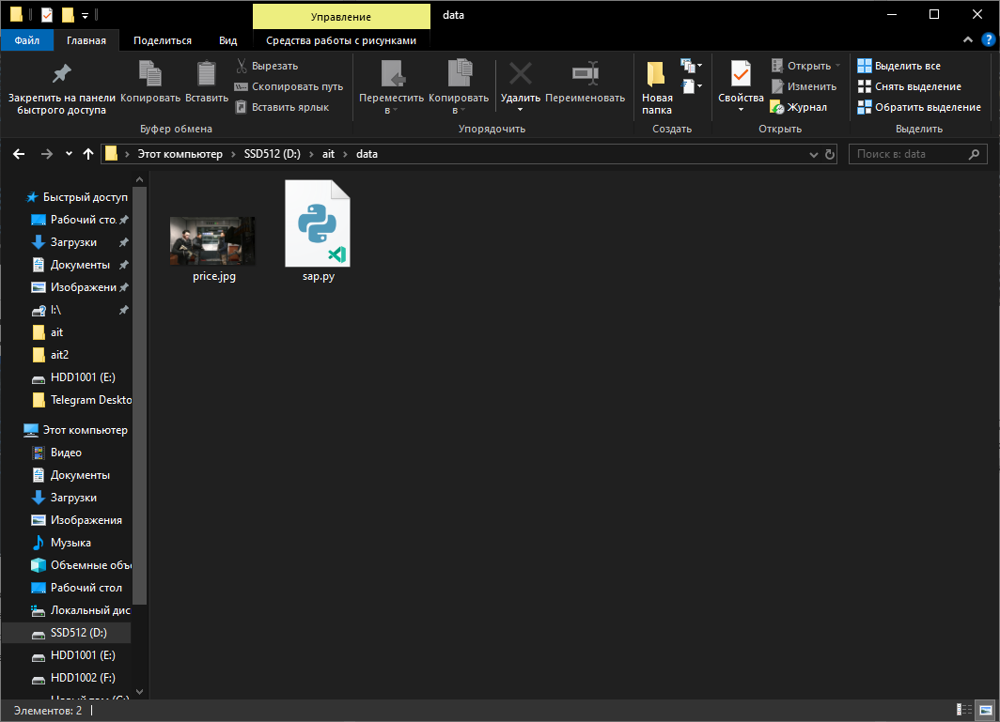 Управление
data
Файл
Главная
Поделиться
Вид
Средства работы с рисунками
Закрепить на панели
быстрого доступа
Копировать
Вставить
Вырезать
Скопировать путь
Вставить ярлык
Буфер обмена
Переместить
в
Копировать
в
Удалить
Переименовать
Упорядочить
Новая
папка
Создать
Свойства
Открыть
Изменить
Журнал
Открыть
Выделить все
Снять выделение
Обратить выделение
Выделить
Этот компьютер
SSD512 (D:)
ait
data
Поиск в: data
Быстрый доступ
Рабочий сто.
Загрузки
Документы
Изображени
I:\
ait
ait2
HDD1001 (E:)
Telegram Deskto
Этот компьютер
Видео
Документы
Загрузки
Изображения
Музыка
Объемные объ
Рабочий стол
Локальный дис
SSD512 (D:)
HDD1001 (E:)
HDD1002 (F:)
price.jpg
sap.py
Элементов: 2